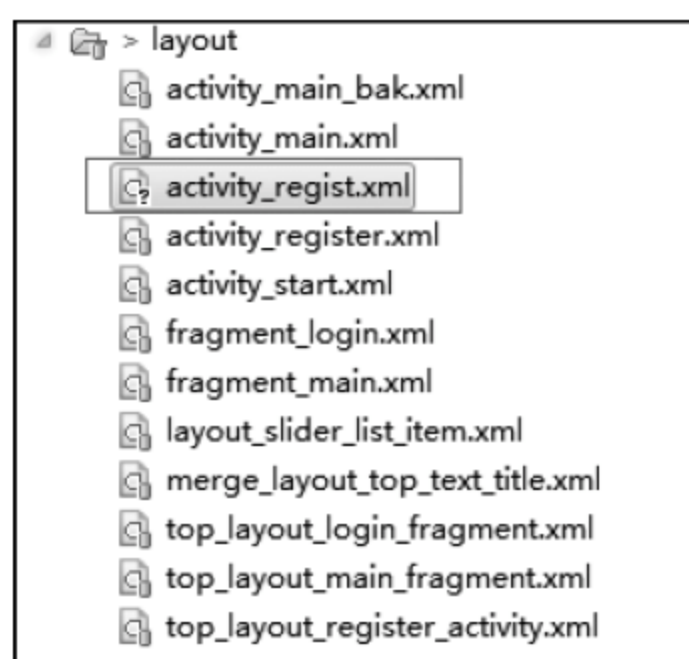 > layout
activity_main_bak.xml
activity_main.xml
activity_regist.xml
activity_register.xml
activity_start.xml
fragment_login.xml
fragment_main.xml
layout_slider_list_item.xml
merge_layout_top_text_title.xml
top_layout_login_fragment.xml
top_layout_main_fragment.xml
top_layout_register_activity.xml